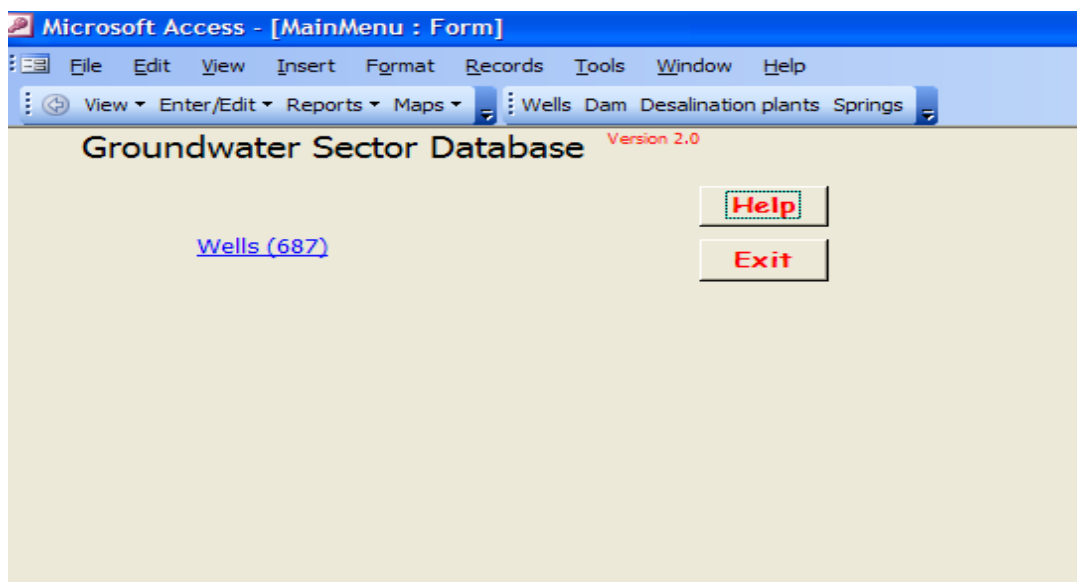 Microsoft Access - [MainMenu : Form]
File Edit View Insert Format Records Tools Window Help
View Enter/Edit Reports Maps Wells Dam Desalination plants Springs
Groundwater Sector Database Version 2.0
Help
Wells (687)
Exit